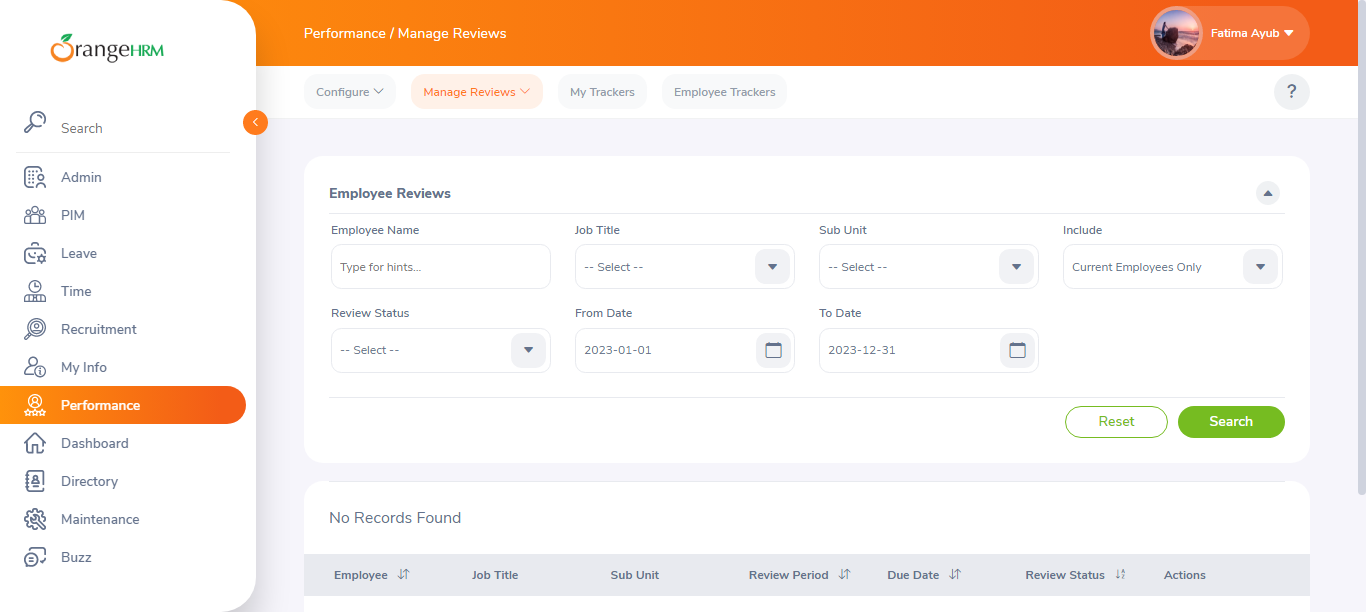 OrangeHRM
Performance / Manage Reviews
Fatima Ayub
Configure
Manage Reviews
My Trackers
Employee Trackers
?
Search
Admin
PIM
Leave
Time
Recruitment
My Info
Performance
Dashboard
Directory
Maintenance
Buzz
Employee Reviews
Employee Name Job Title Sub Unit Include
Type for hints... -- Select -- -- Select -- Current Employees Only
Review Status From Date To Date
-- Select -- 2023-01-01 2023-12-31
Reset Search
No Records Found
Employee Job Title Sub Unit Review Period Due Date Review Status Actions